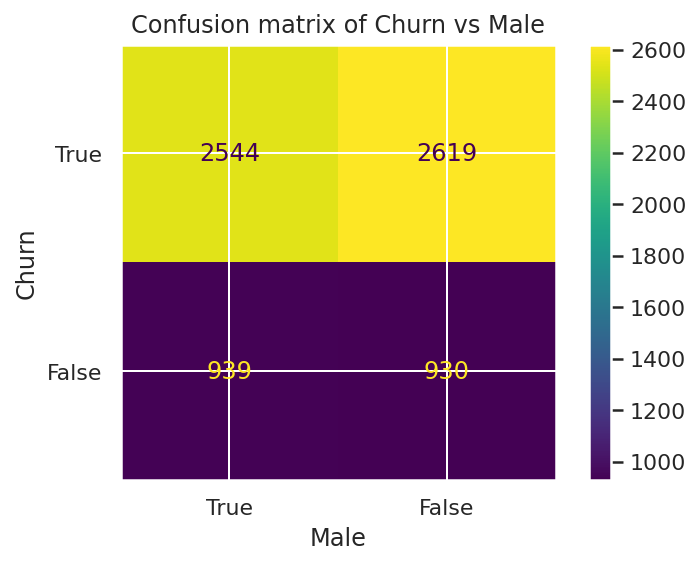 Confusion matrix of Churn vs Male
2600
2400
2200
2000
1800
1600
1400
1200
1000
Churn
True
2544 2619
False
939 930
True False
Male